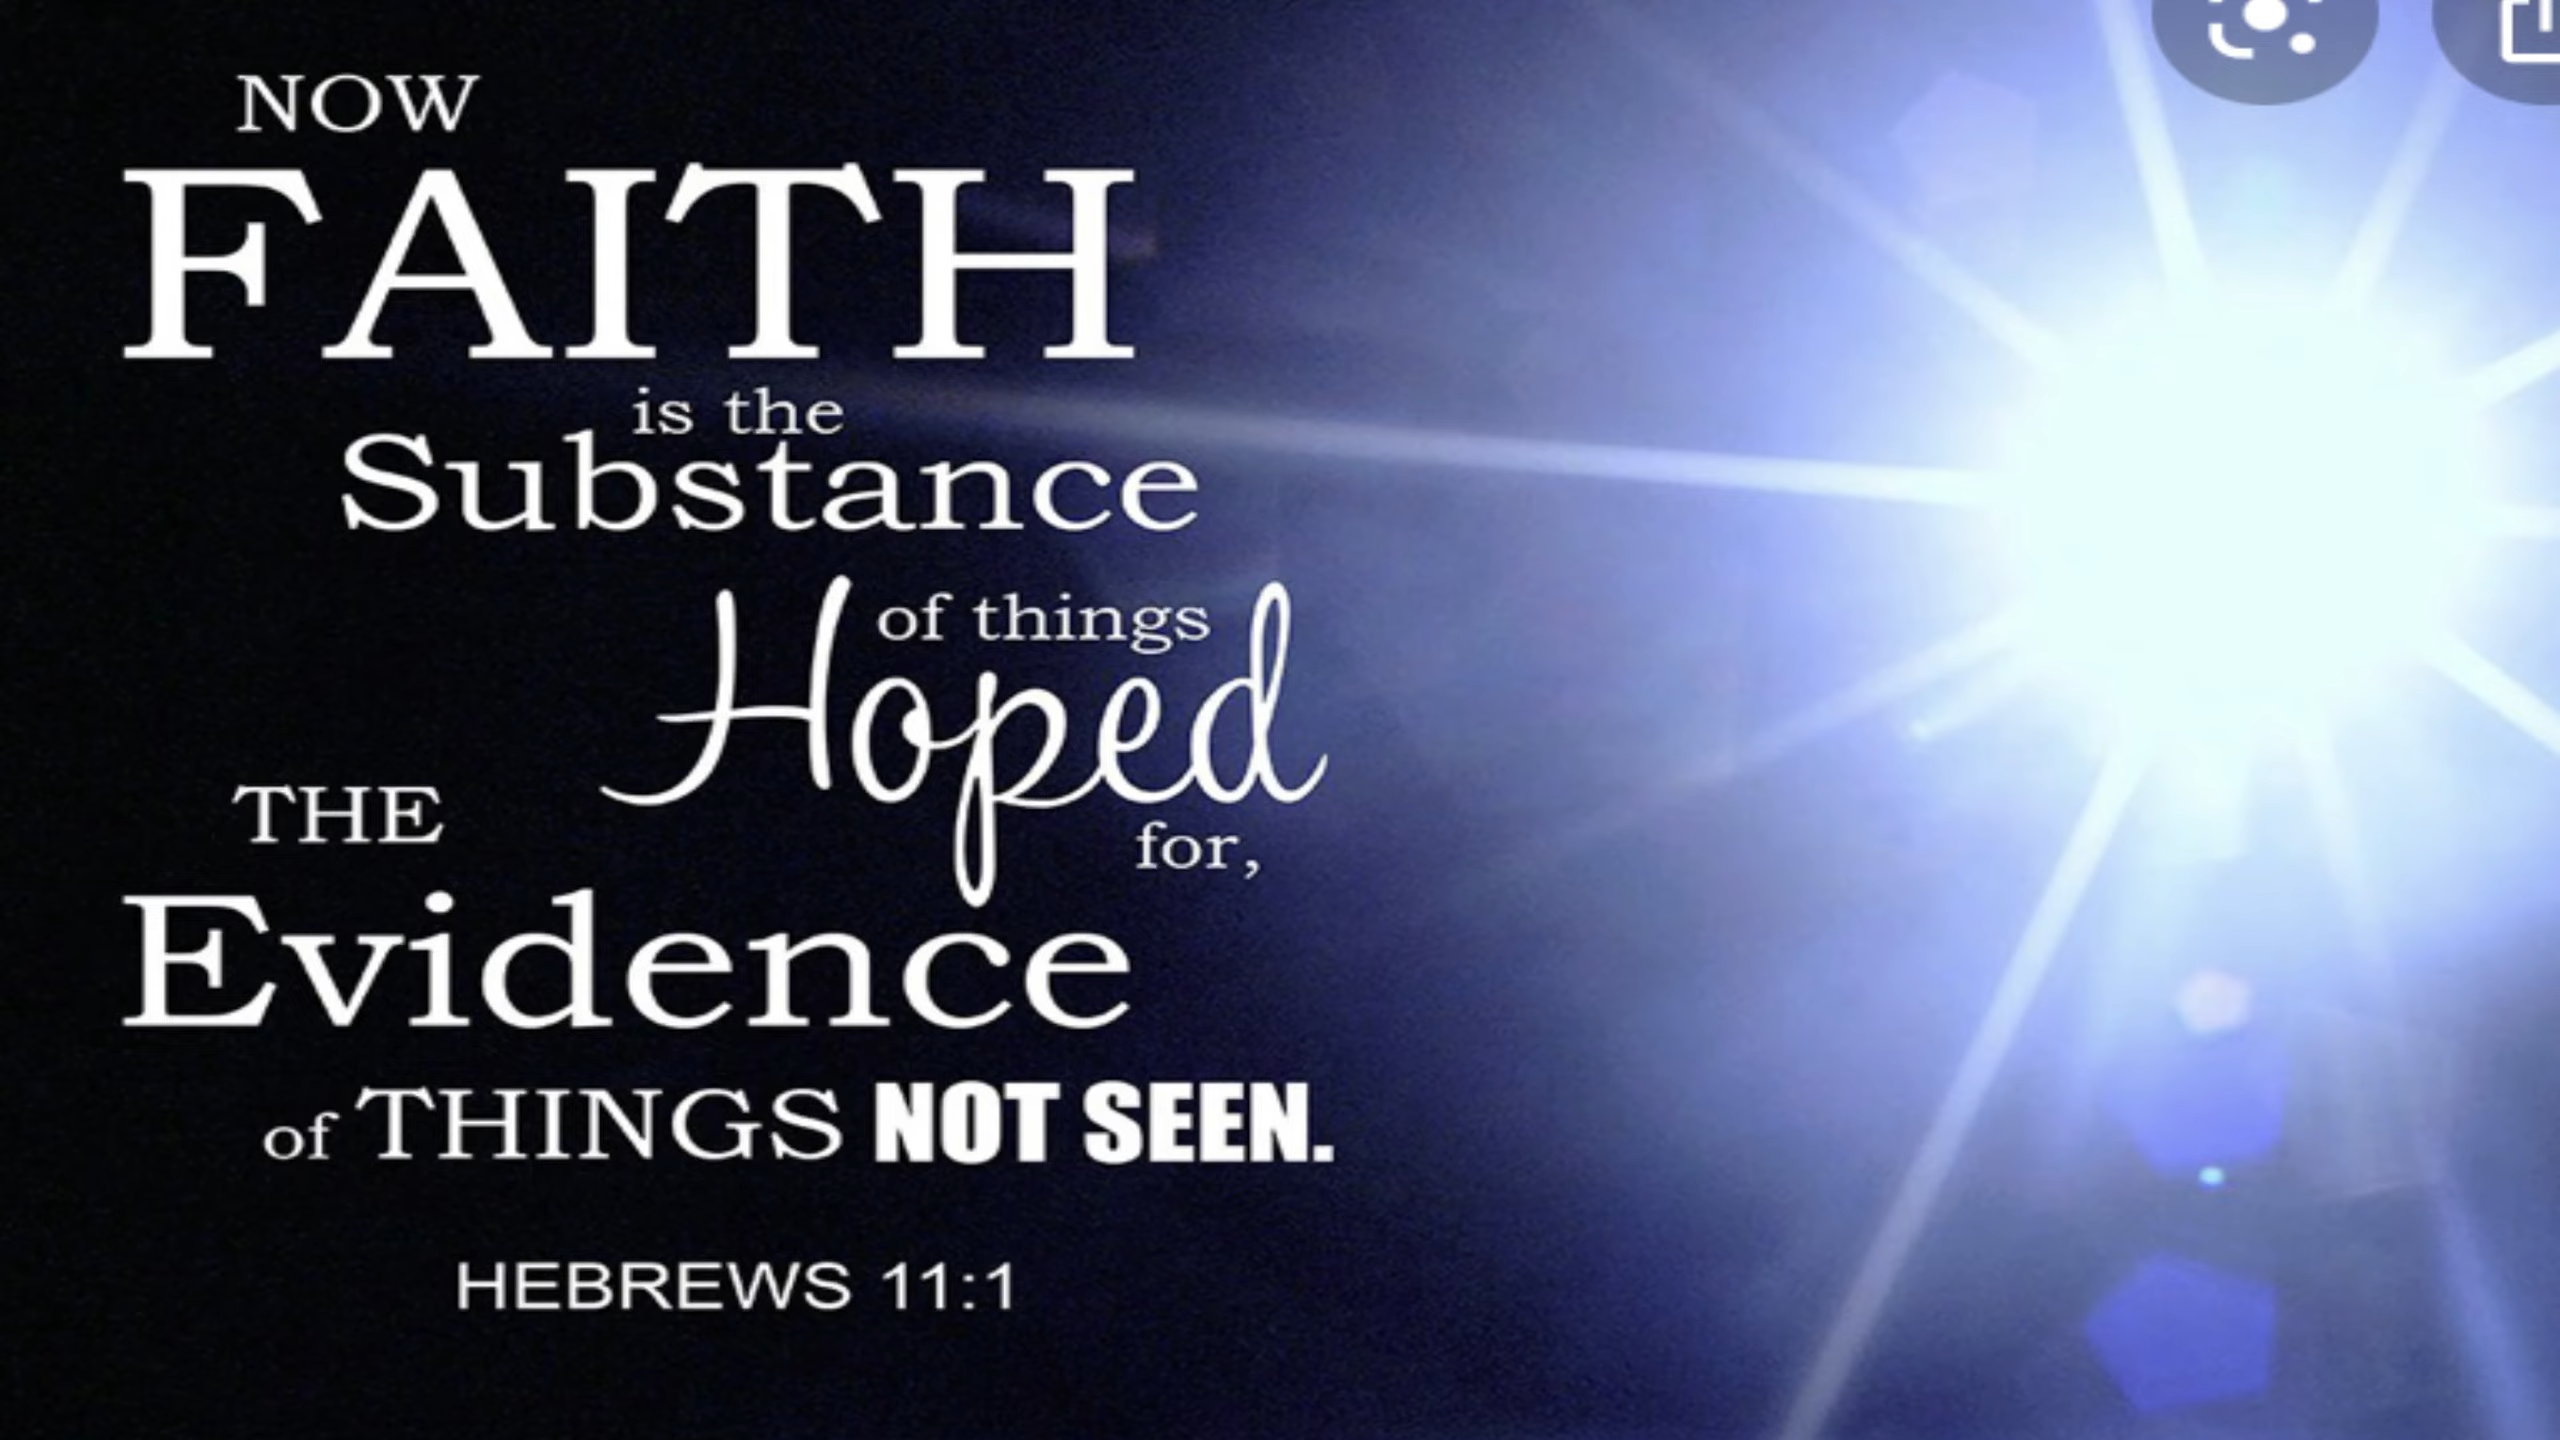 NOW
FAITH
is the
Substance
of things
Hoped
for,
THE
Evidence
of THINGS NOT SEEN.
HEBREWS 11:1